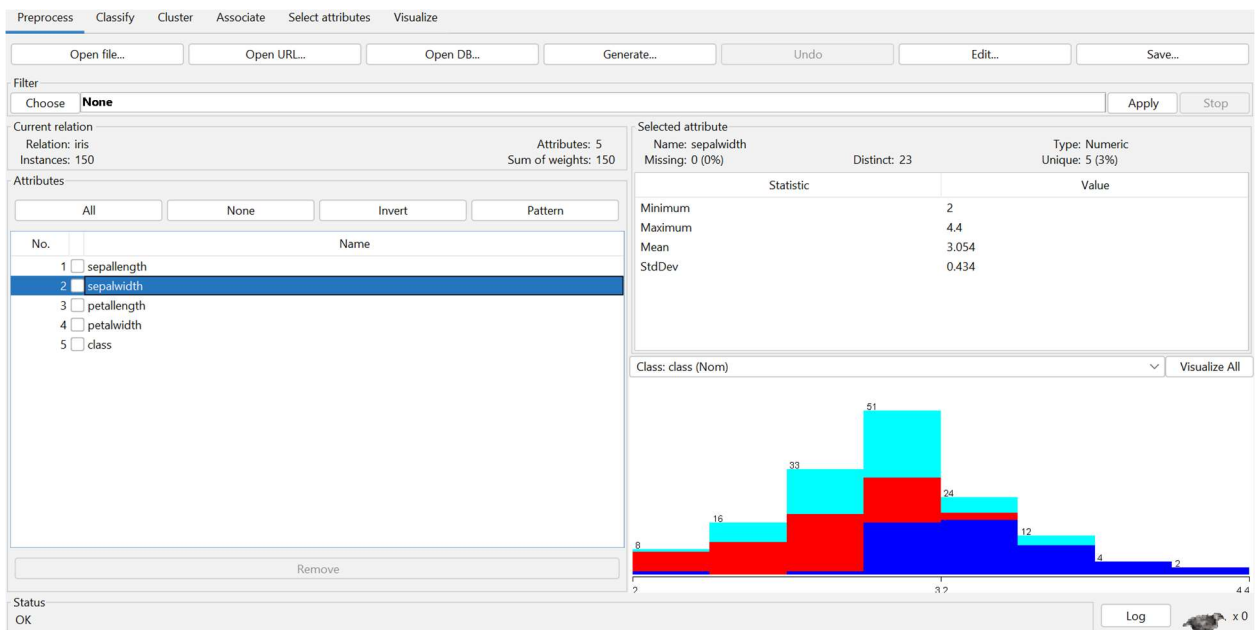 Preprocess Classify Cluster Associate Select attributes Visualize
Open file... Open URL... Open DB... Generate... Undo Edit... Save...
Filter
Choose None Apply Stop
Current relation
Relation: iris Attributes: 5
Instances: 150 Sum of weights: 150
Attributes
All None Invert Pattern
No. Name
1 sepallength
2 sepalwidth
3 petallength
4 petalwidth
5 class
Remove
Selected attribute
Name: sepalwidth Type: Numeric
Missing: 0 (0%) Distinct: 23 Unique: 5 (3%)
Statistic Value
Minimum 2
Maximum 4.4
Mean 3.054
StdDev 0.434
Class: class (Nom) Visualize All
51
33
24
16
12
8
4
2
2 3.2 4.4
Status
OK Log x 0